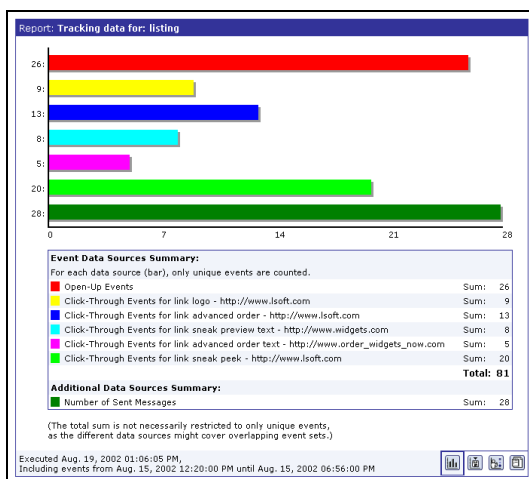 Report: Tracking data for: listing
26:
9:
13:
8:
5:
20:
28:
0 7 14 21 28
Event Data Sources Summary:
For each data source (bar), only unique events are counted.
Open-Up Events Sum: 26
Click-Through Events for link logo - http://www.lsoft.com Sum: 9
Click-Through Events for link advanced order - http://www.lsoft.com Sum: 13
Click-Through Events for link sneak preview text - http://www.widgets.com Sum: 8
Click-Through Events for link advanced order text - http://www.order_widgets_now.com Sum: 5
Click-Through Events for link sneak peek - http://www.lsoft.com Sum: 20
Total: 81
Additional Data Sources Summary:
Number of Sent Messages Sum: 28
(The total sum is not necessarily restricted to only unique events,
as the different data sources might cover overlapping event sets.)
Executed Aug. 19, 2002 01:06:05 PM,
Including events from Aug. 15, 2002 12:20:00 PM until Aug. 15, 2002 06:56:00 PM